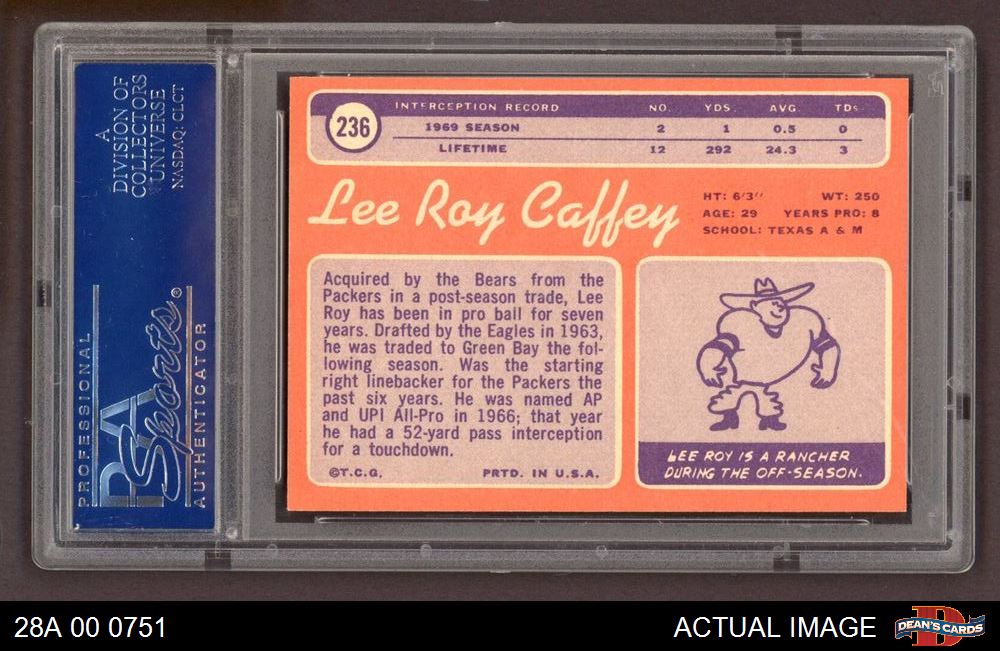 A
DIVISION OF
COLLECTORS
UNIVERSE
NASDAQ: CLCT
PROFESSIONAL
PSA
Sports®
AUTHENTICATOR
236
INTERCEPTION RECORD NO. YDS. AVG. TDs.
1969 SEASON 2 1 0.5 0
LIFETIME 12 292 24.3 3
Lee Roy Caffey
HT: 6'3" WT: 250
AGE: 29 YEARS PRO: 8
SCHOOL: TEXAS A & M
Acquired by the Bears from the
Packers in a post-season trade, Lee
Roy has been in pro ball for seven
years. Drafted by the Eagles in 1963,
he was traded to Green Bay the fol-
lowing season. Was the starting
right linebacker for the Packers the
past six years. He was named AP
and UPI All-Pro in 1966; that year
he had a 52-yard pass interception
for a touchdown.
©T.C.G. PRTD. IN U.S.A.
LEE ROY IS A RANCHER
DURING THE OFF-SEASON.
28A 00 0751
ACTUAL IMAGE
D
DEAN'S CARDS